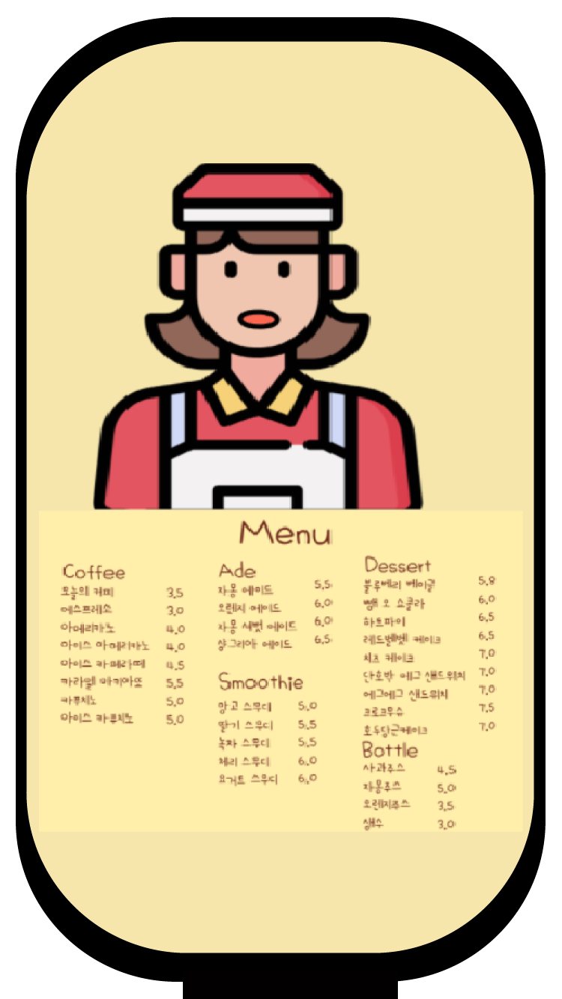 Menu
Coffee
오늘의 커피 3.5
에스프레소 3.0
아메리카노 4.0
아이스 아메리카노 4.0
아이스 카페라떼 4.5
카라멜 마키아또 5.5
카푸치노 5.0
아이스 카푸치노 5.0
Ade
자몽 에이드 5.5
오렌지 에이드 6.0
자몽 샤벳 에이트 6.0
샹그리아 에이드 6.5
Smoothie
망고 스무디 5.0
딸기 스무디 5.5
녹차 스무디 5.5
체리 스무디 6.0
요거트 쓰무디 6.0
Dessert
블루베리 베이글 5.8
뺑 오 쇼콜라 6.0
하트파이 6.5
레드벨벳 케이크 6.5
치즈 케이크 7.0
단호박 에그 샌드위치 7.0
에그에그 샌드위치 7.0
크로크무슈 7.5
호두당근케이크 7.0
Bottle
사과주스 4.5
자몽주쓰 5.0
오렌지주스 3.5
생수 3.0